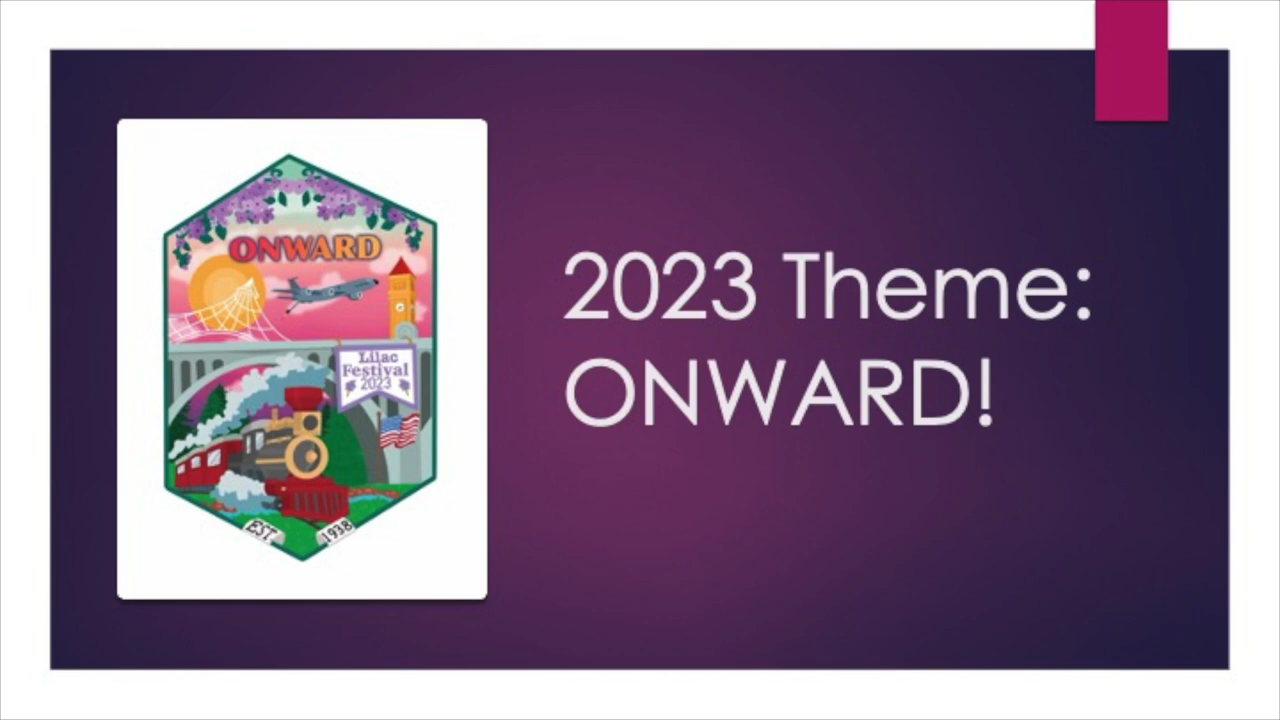 ONWARD
Lilac
Festival
2023
EST
1938
2023 Theme:
ONWARD!